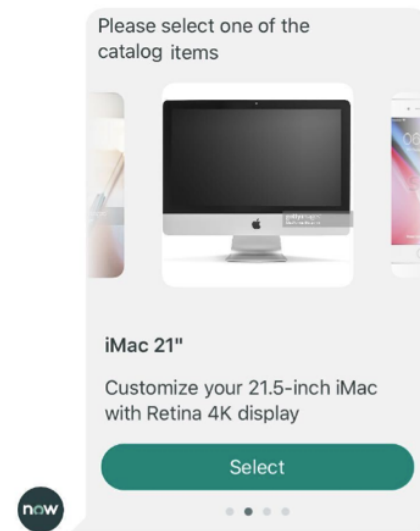 Please select one of the
catalog items
gettyimages
iMac 21"
Customize your 21.5-inch iMac
with Retina 4K display
Select
now